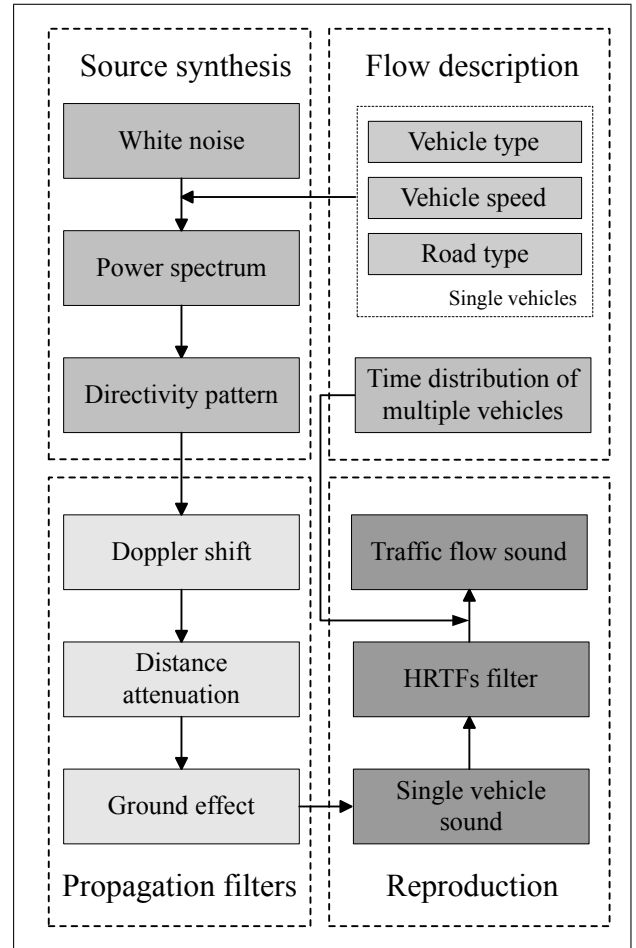 Source synthesis
White noise
Power spectrum
Directivity pattern
Flow description
Vehicle type
Vehicle speed
Road type
Single vehicles
Time distribution of
multiple vehicles
Doppler shift
Distance
attenuation
Ground effect
Propagation filters
Traffic flow sound
HRTFs filter
Single vehicle
sound
Reproduction